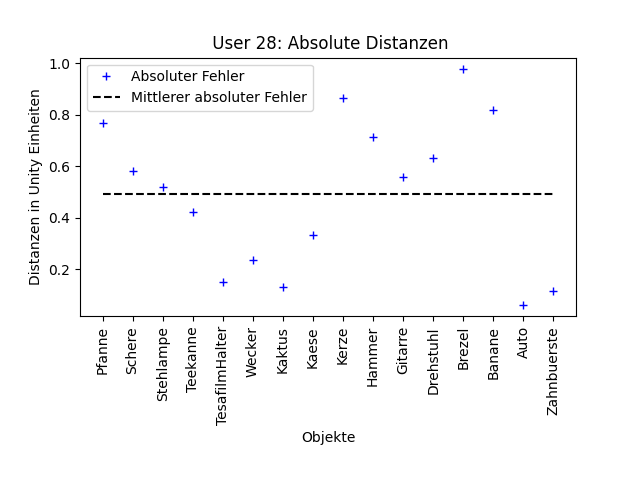 User 28: Absolute Distanzen
Absoluter Fehler
Mittlerer absoluter Fehler
Distanzen in Unity Einheiten
1.0
0.8
0.6
0.4
0.2
Pfanne
Schere
Stehlampe
Teekanne
TesafilmHalter
Wecker
Kaktus
Kaese
Kerze
Hammer
Gitarre
Drehstuhl
Brezel
Banane
Auto
Zahnbuerste
Objekte